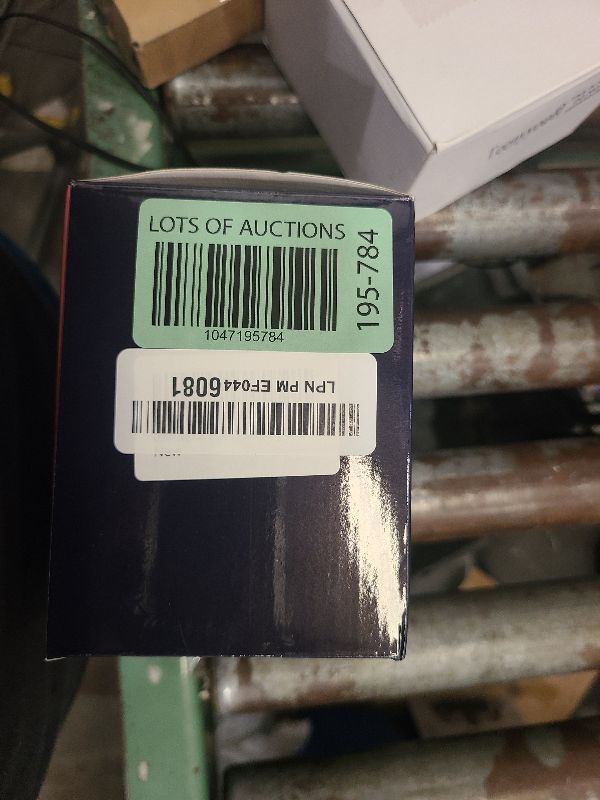 LOTS OF AUCTIONS
195-784
1047195784
LPN PM EF0446081